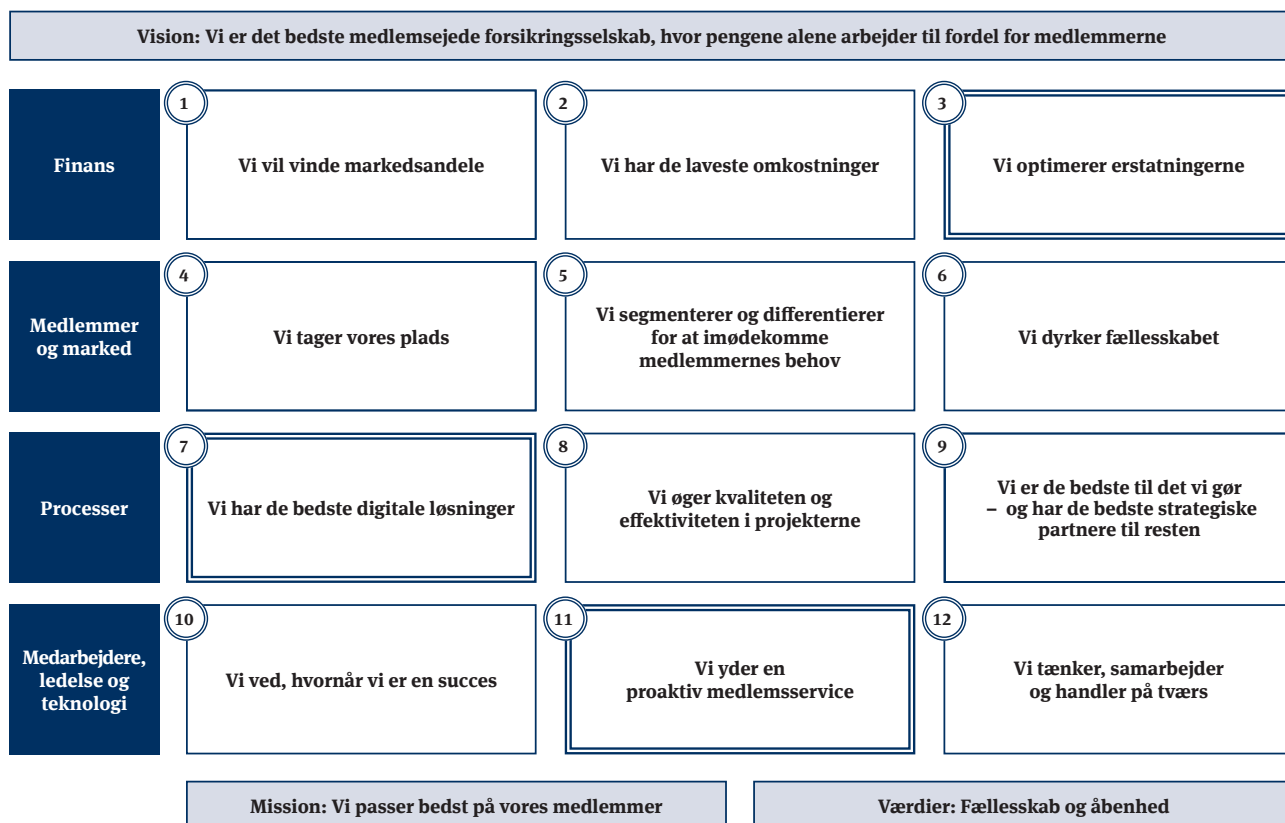 Vision: Vi er det bedste medlemsejede forsikringsselskab, hvor pengene alene arbejder til fordel for medlemmerne
Finans
1
Vi vil vinde markedsandele
2
Vi har de laveste omkostninger
3
Vi optimerer erstatningerne
Medlemmer
og marked
4
Vi tager vores plads
5
Vi segmenterer og differentierer
for at imødekomme
medlemmernes behov
6
Vi dyrker fællesskabet
Processer
7
Vi har de bedste digitale løsninger
8
Vi øger kvaliteten og
effektiviteten i projekterne
9
Vi er de bedste til det vi gør
– og har de bedste strategiske
partnere til resten
Medarbejdere,
ledelse og
teknologi
10
Vi ved, hvornår vi er en succes
11
Vi yder en
proaktiv medlemsservice
12
Vi tænker, samarbejder
og handler på tværs
Mission: Vi passer bedst på vores medlemmer
Værdier: Fællesskab og åbenhed